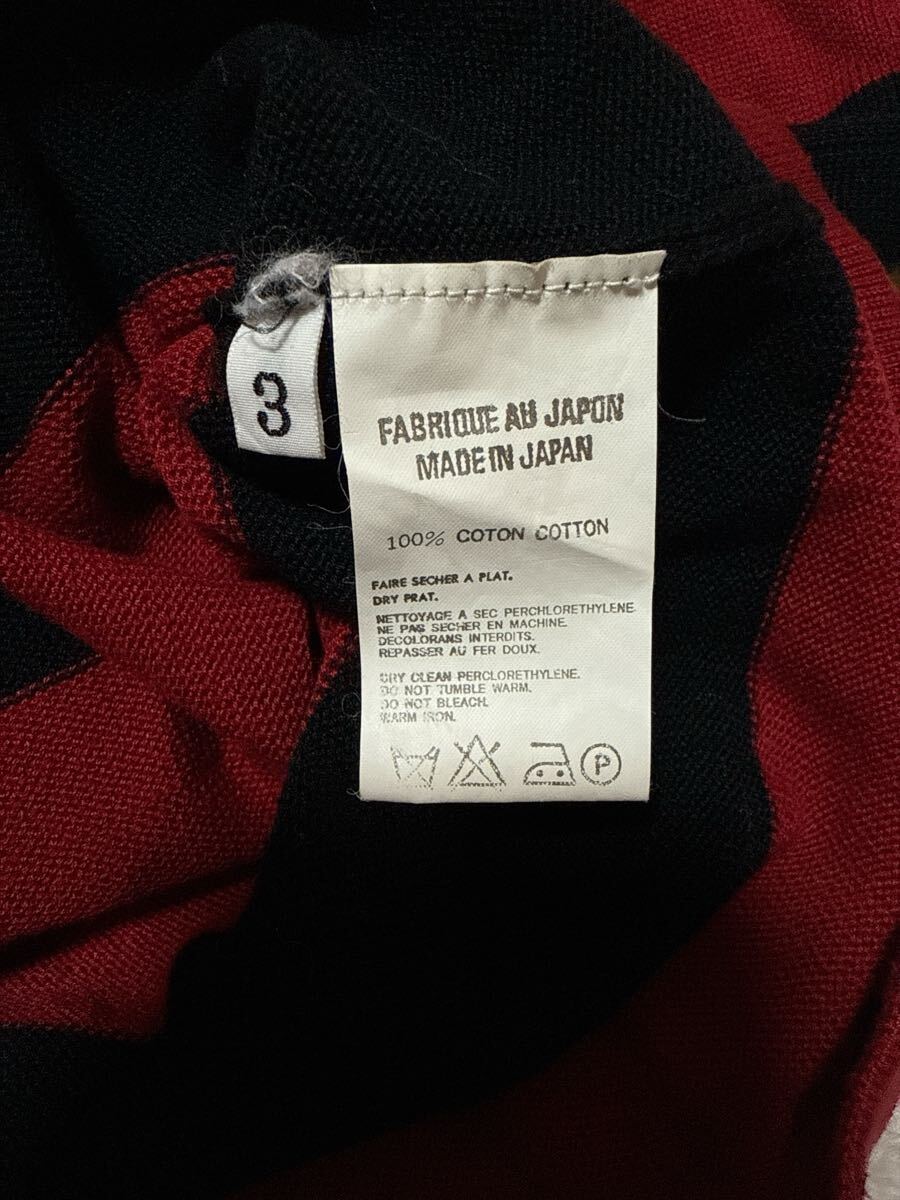 3
FABRIQUE AU JAPON
MADE IN JAPAN
100% COTON COTTON
FAIRE SECHER A PLAT.
DRY PRAT.
NETTOYAGE A SEC PERCHLORETHYLENE.
NE PAS SECHER EN MACHINE.
DECOLORANS INTERDITS.
REPASSER AU FER DOUX.
DRY CLEAN PERCLORETHYLENE.
DO NOT TUMBLE WARM.
DO NOT BLEACH.
WARM IRON.
P